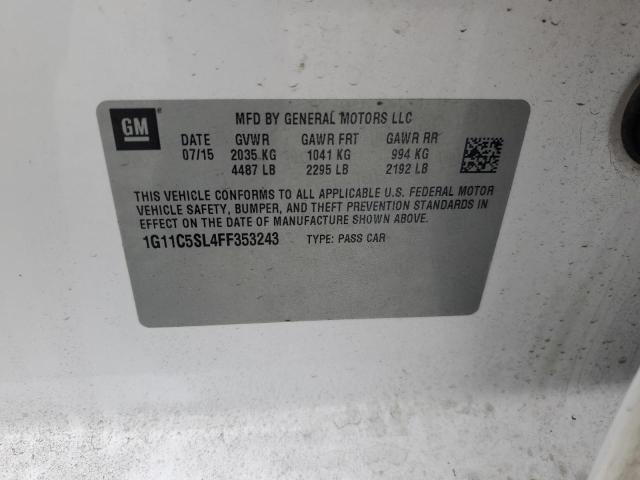 GM
MFD BY GENERAL MOTORS LLC
DATE GVWR GAWR FRT GAWR RR
07/15 2035 KG 1041 KG 994 KG
4487 LB 2295 LB 2192 LB
THIS VEHICLE CONFORMS TO ALL APPLICABLE U.S. FEDERAL MOTOR
VEHICLE SAFETY, BUMPER, AND THEFT PREVENTION STANDARDS IN
EFFECT ON THE DATE OF MANUFACTURE SHOWN ABOVE.
1G11C5SL4FF353243 TYPE: PASS CAR